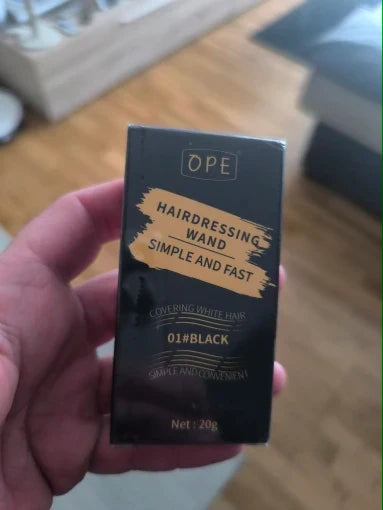 OPE
HAIRDRESSING
WAND
SIMPLE AND FAST
COVERING WHITE HAIR
01#BLACK
SIMPLE AND CONVENIENT
Net : 20g